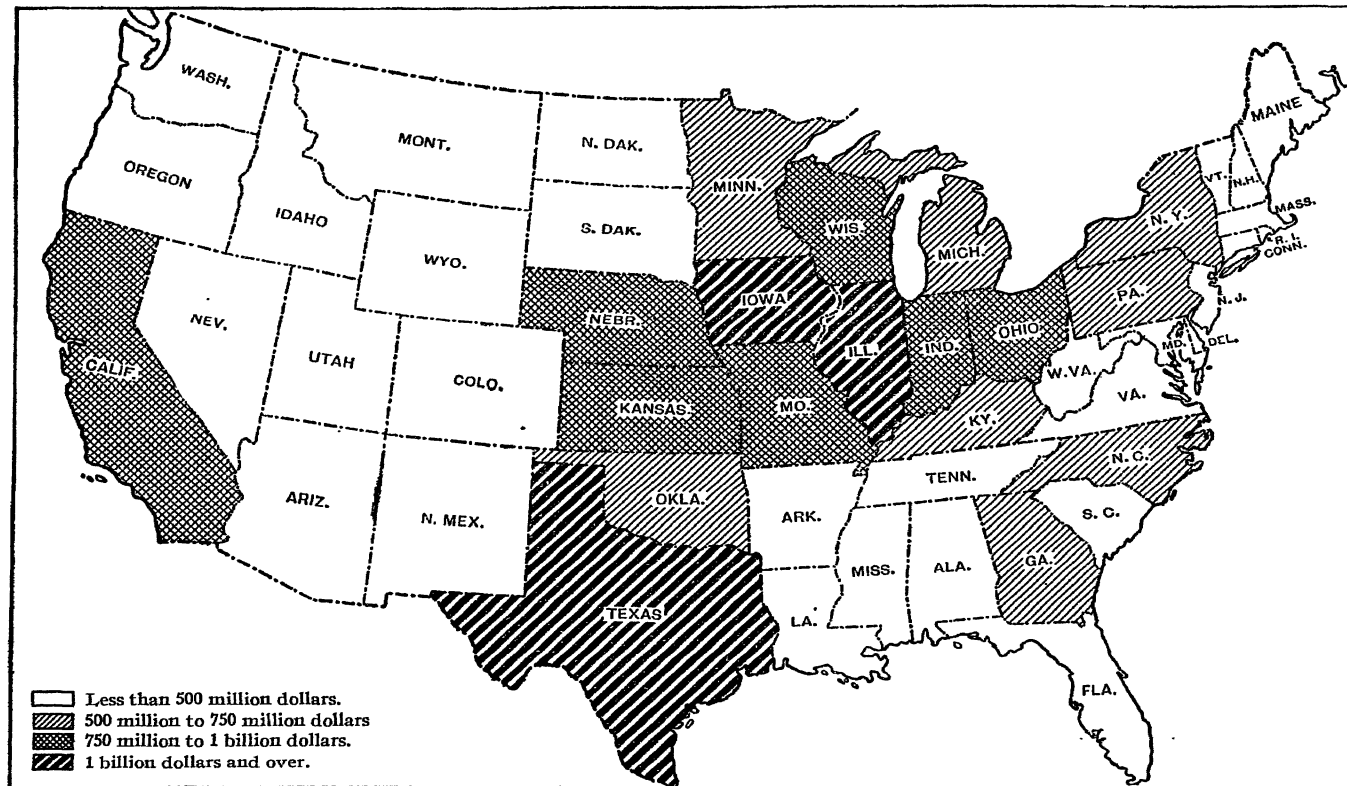 WASH.
MONT.
N. DAK.
MINN.
MAINE
OREGON
IDAHO
S. DAK.
WIS.
VT.
N.H.
MASS.
N. Y.
WYO.
MICH.
R. I.
CONN.
NEV.
NEBR.
IOWA
PA.
N. J.
CALIF.
UTAH
COLO.
ILL.
IND.
OHIO
MD.
DEL.
W. VA.
VA.
KANSAS
MO.
KY.
ARIZ.
N. MEX.
OKLA.
ARK.
TENN.
N. C.
S. C.
TEXAS
LA.
MISS.
ALA.
GA.
FLA.
Less than 500 million dollars.
500 million to 750 million dollars
750 million to 1 billion dollars.
1 billion dollars and over.